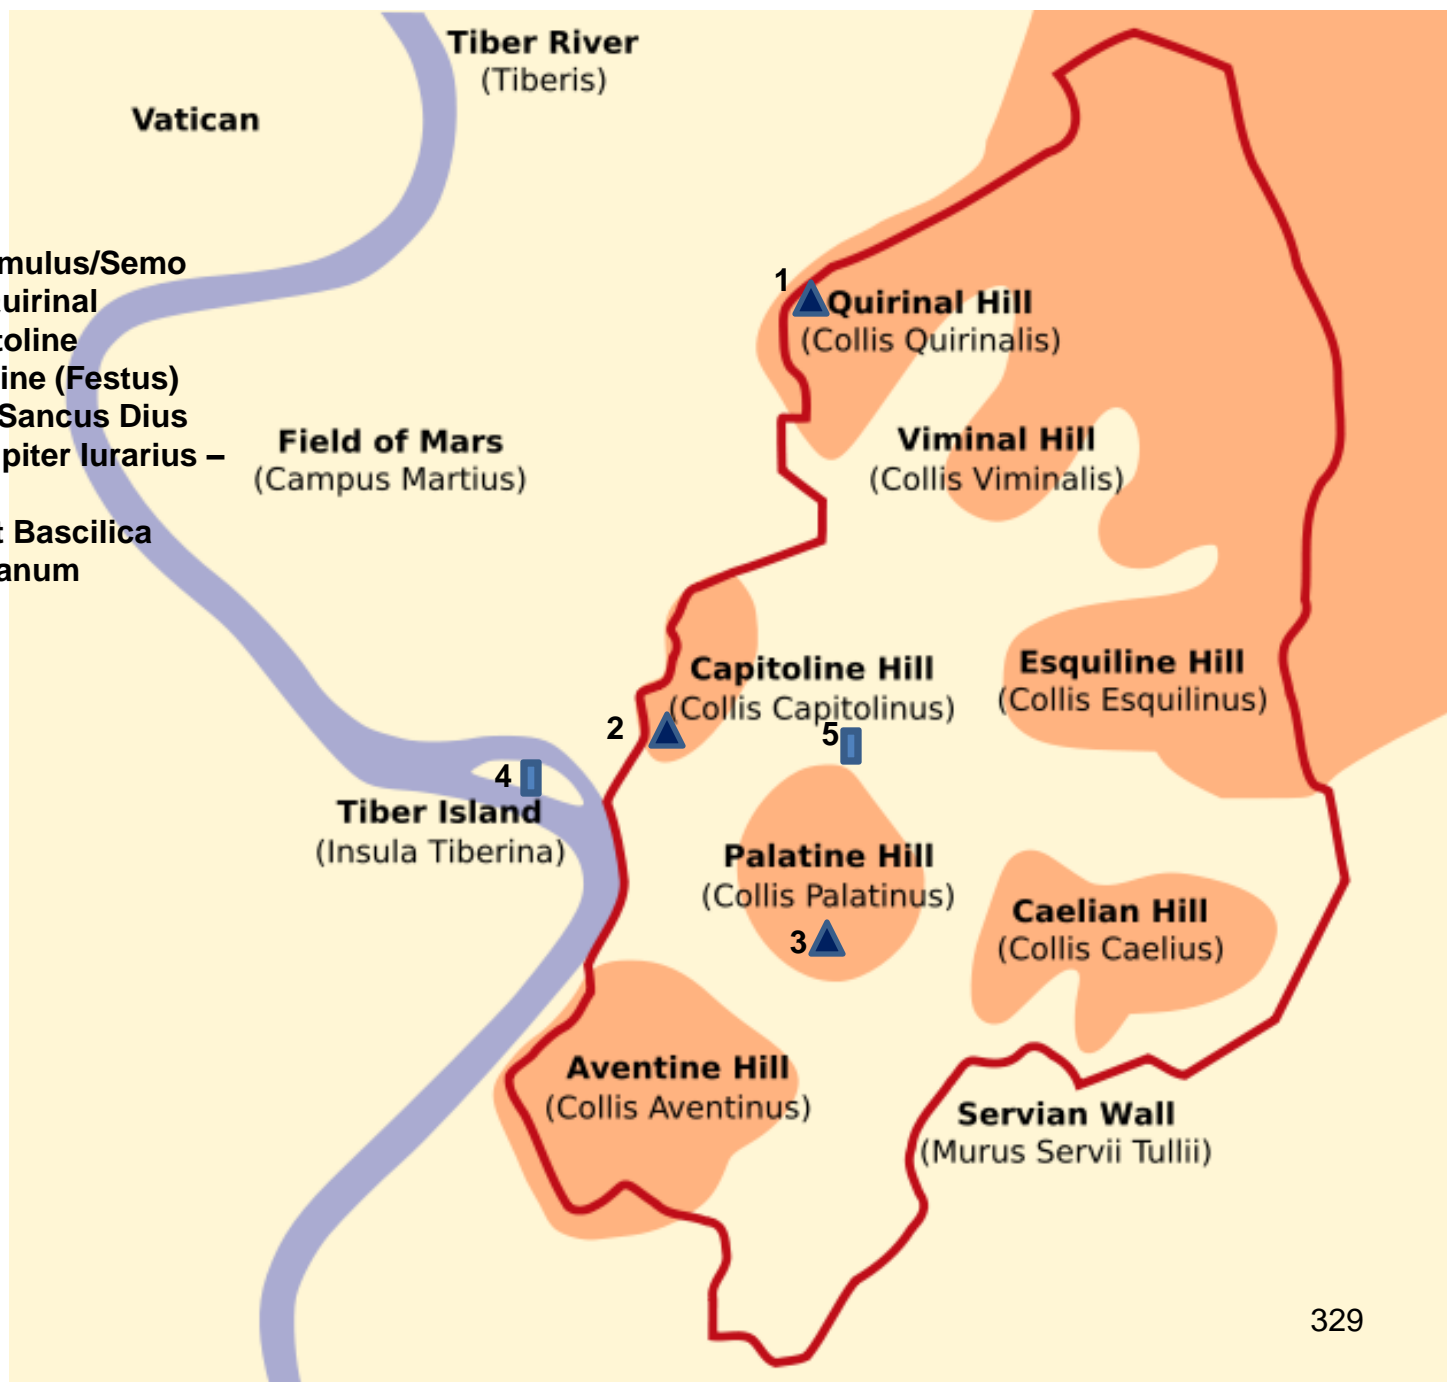 Tiber River
(Tiberis)
Vatican
mulus/Semo
uirinal
toline
ine (Festus)
Sancus Dius
piter Iurarius –
t Bascilica
anum
1
Quirinal Hill
(Collis Quirinalis)
Field of Mars
(Campus Martius)
Viminal Hill
(Collis Viminalis)
Capitoline Hill
(Collis Capitolinus)
Esquiline Hill
(Collis Esquilinus)
2
5
4
Tiber Island
(Insula Tiberina)
Palatine Hill
(Collis Palatinus)
3
Caelian Hill
(Collis Caelius)
Aventine Hill
(Collis Aventinus)
Servian Wall
(Murus Servii Tullii)
329